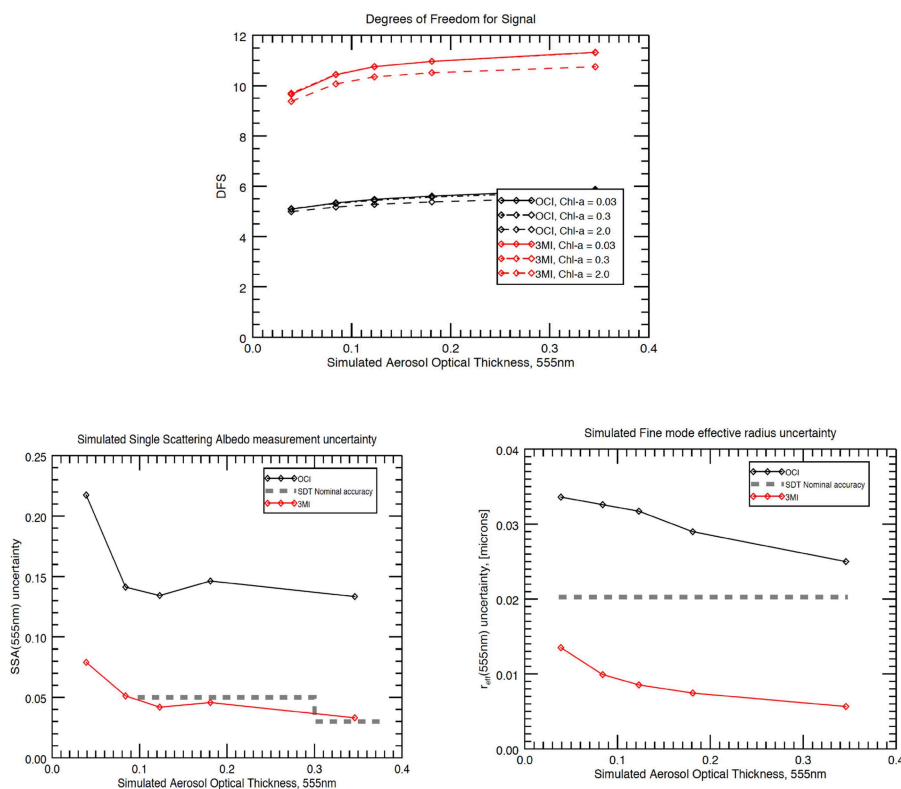 Degrees of Freedom for Signal
12
10
8
6
4
2
0
DFS
OCI, Chl-a = 0.03
OCI, Chl-a = 0.3
OCI, Chl-a = 2.0
3MI, Chl-a = 0.03
3MI, Chl-a = 0.3
3MI, Chl-a = 2.0
0.0 0.1 0.2 0.3 0.4
Simulated Aerosol Optical Thickness, 555nm
Simulated Single Scattering Albedo measurement uncertainty
0.25
0.20
0.15
0.10
0.05
0.00
SSA(555nm) uncertainty
OCI
SDT Nominal accuracy
3MI
0.0 0.1 0.2 0.3 0.4
Simulated Aerosol Optical Thickness, 555nm
Simulated Fine mode effective radius uncertainty
0.04
0.03
0.02
0.01
0.00
reff(555nm) uncertainty, [microns]
OCI
SDT Nominal accuracy
3MI
0.0 0.1 0.2 0.3 0.4
Simulated Aerosol Optical Thickness, 555nm